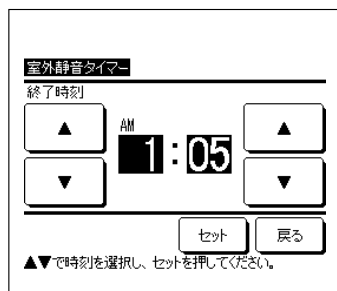 室外静音タイマー
終了時刻
▲ AM ▲
1:05
▼ ▼
セット 戻る
▲▼で時刻を選択し、セットを押してください。